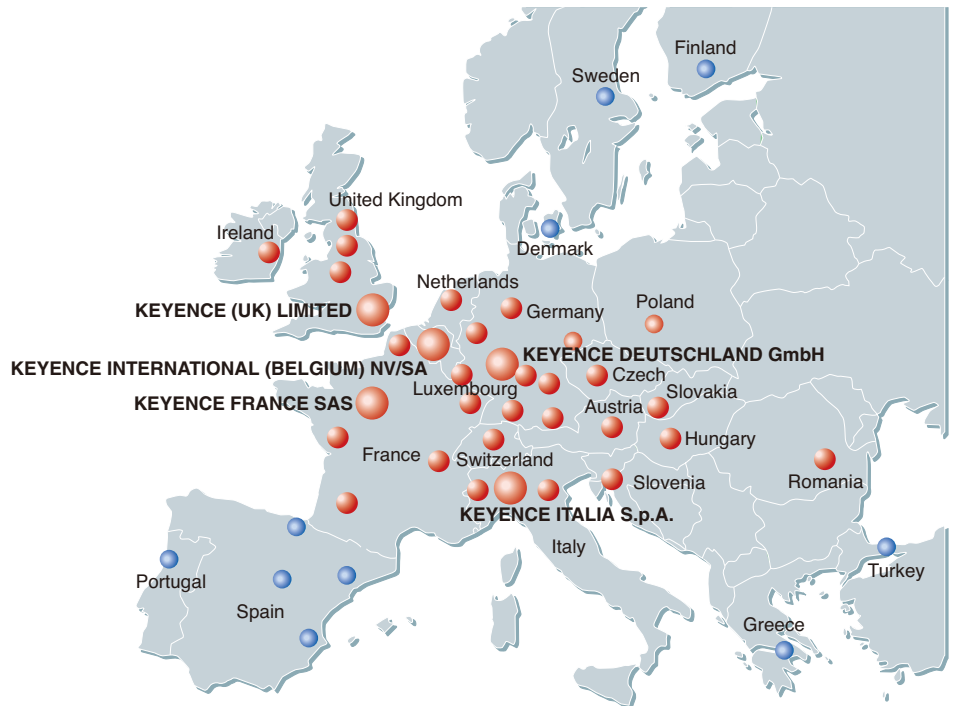 Finland
Sweden
United Kingdom
Ireland
Denmark
Netherlands
Poland
Germany
KEYENCE (UK) LIMITED
KEYENCE DEUTSCHLAND GmbH
KEYENCE INTERNATIONAL (BELGIUM) NV/SA
Czech
Luxembourg
Slovakia
KEYENCE FRANCE SAS
Austria
Hungary
France
Switzerland
Slovenia
Romania
KEYENCE ITALIA S.p.A.
Italy
Turkey
Portugal
Spain
Greece